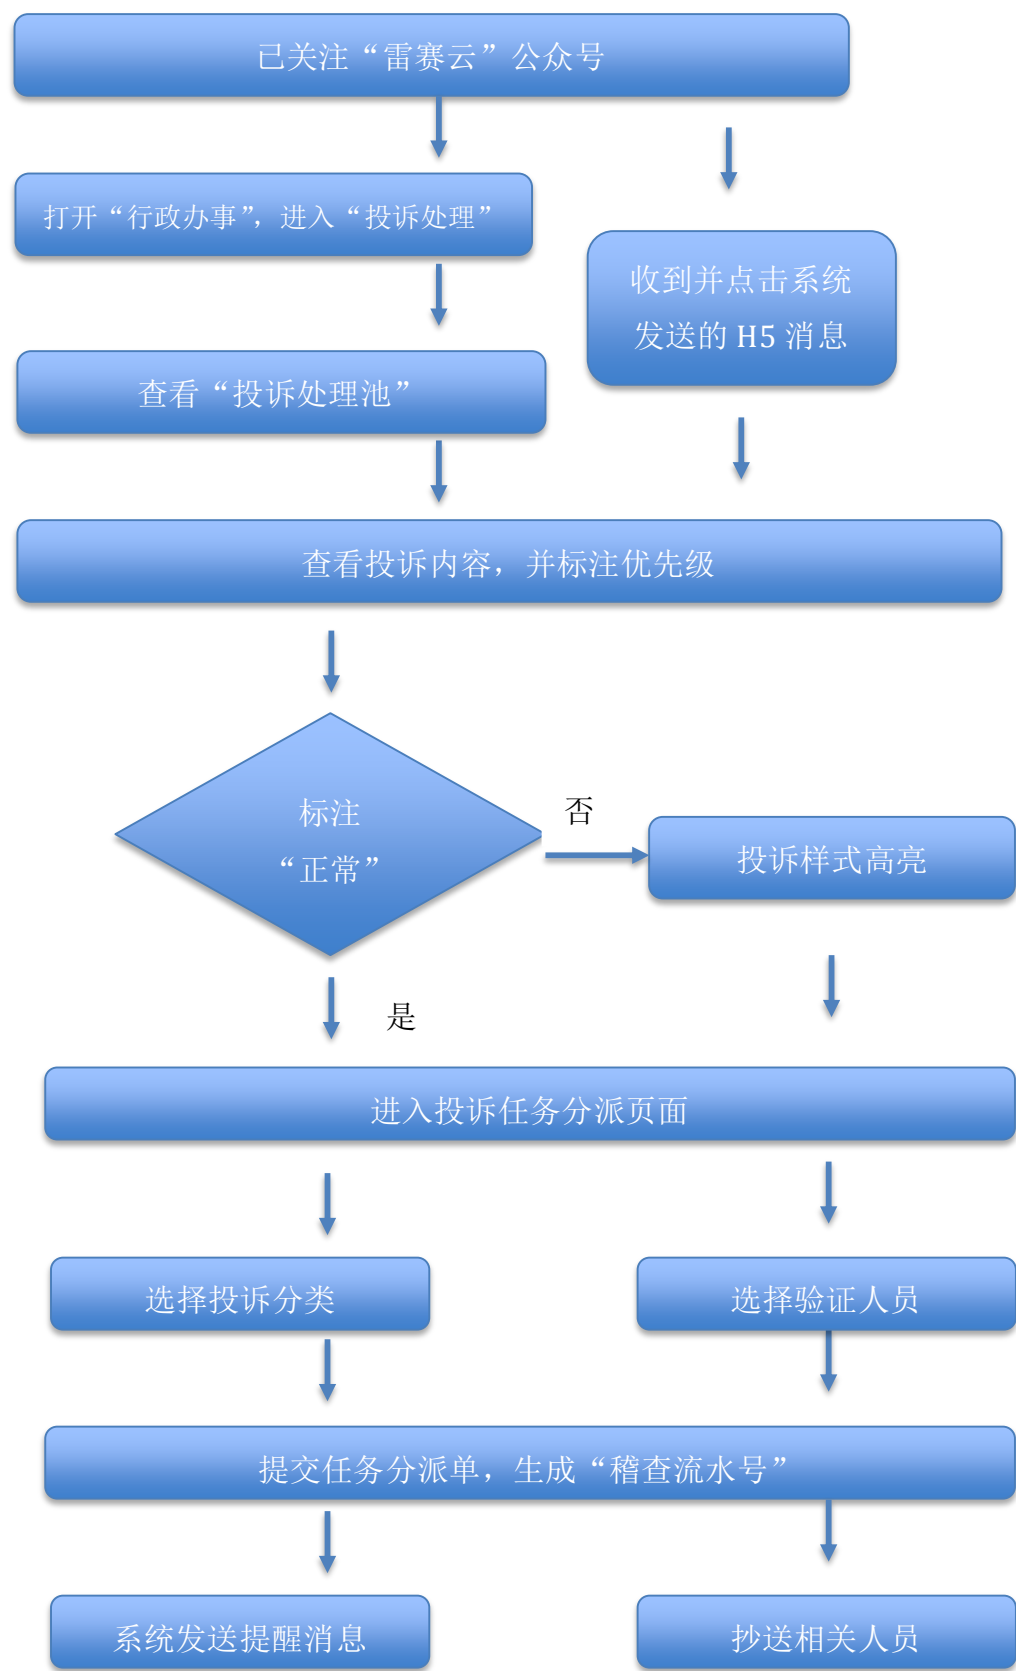 已关注“雷赛云”公众号
打开“行政办事”，进入“投诉处理”
收到并点击系统
发送的 H5 消息
查看“投诉处理池”
查看投诉内容，并标注优先级
标注
“正常”
否
投诉样式高亮
是
进入投诉任务分派页面
选择投诉分类
选择验证人员
提交任务分派单，生成“稽查流水号”
系统发送提醒消息
抄送相关人员